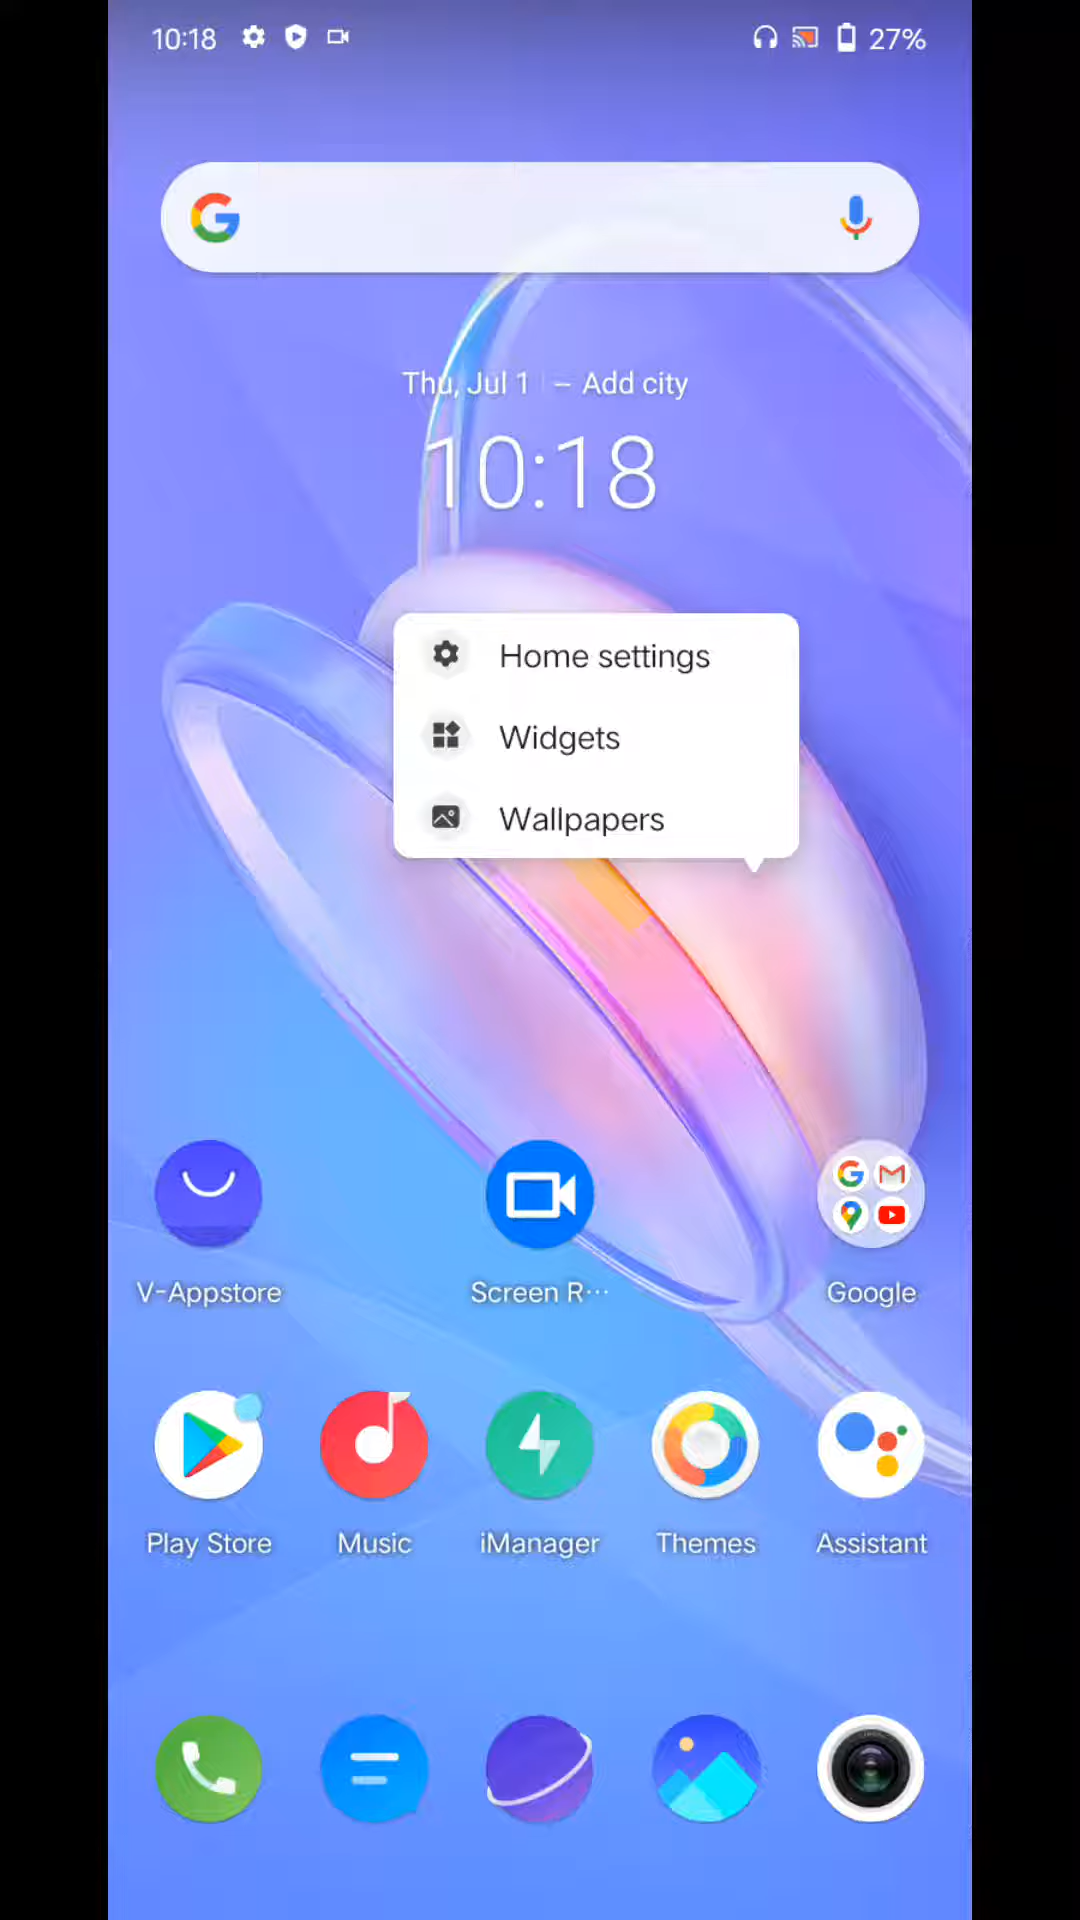 10:18 27%
Thu, Jul 1 – Add city
10:18
Home settings
Widgets
Wallpapers
V-Appstore Screen R··· Google
Play Store Music iManager Themes Assistant